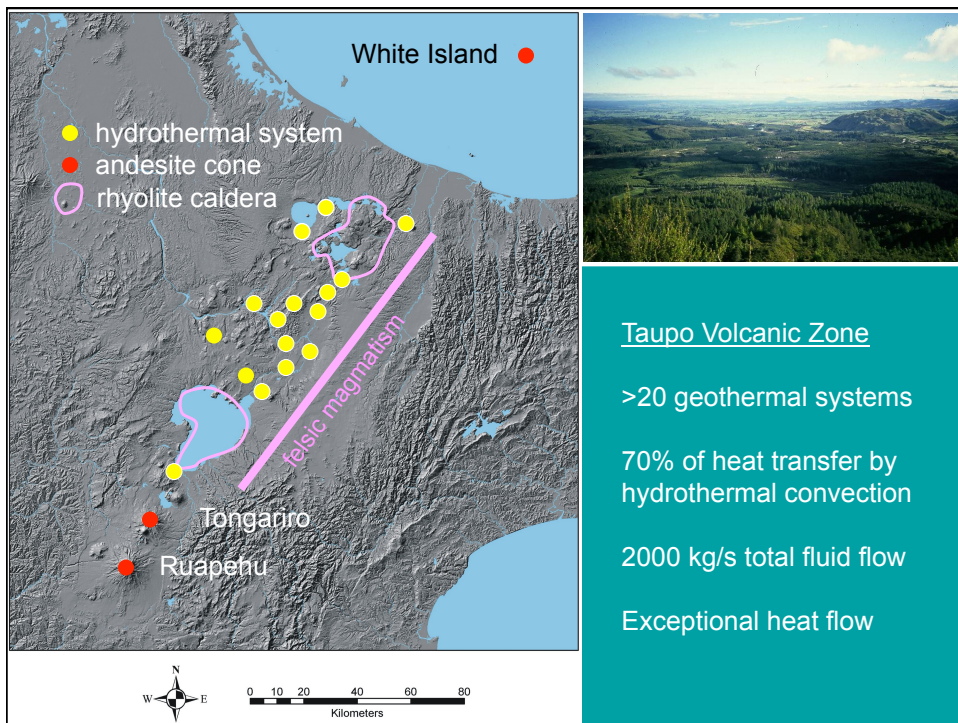 White Island
hydrothermal system
andesite cone
rhyolite caldera
felsic magmatism
Tongariro
Ruapehu
N
W
E
S
0 5 10 20 30 40 60 80
Kilometers
Taupo Volcanic Zone
>20 geothermal systems
70% of heat transfer by
hydrothermal convection
2000 kg/s total fluid flow
Exceptional heat flow